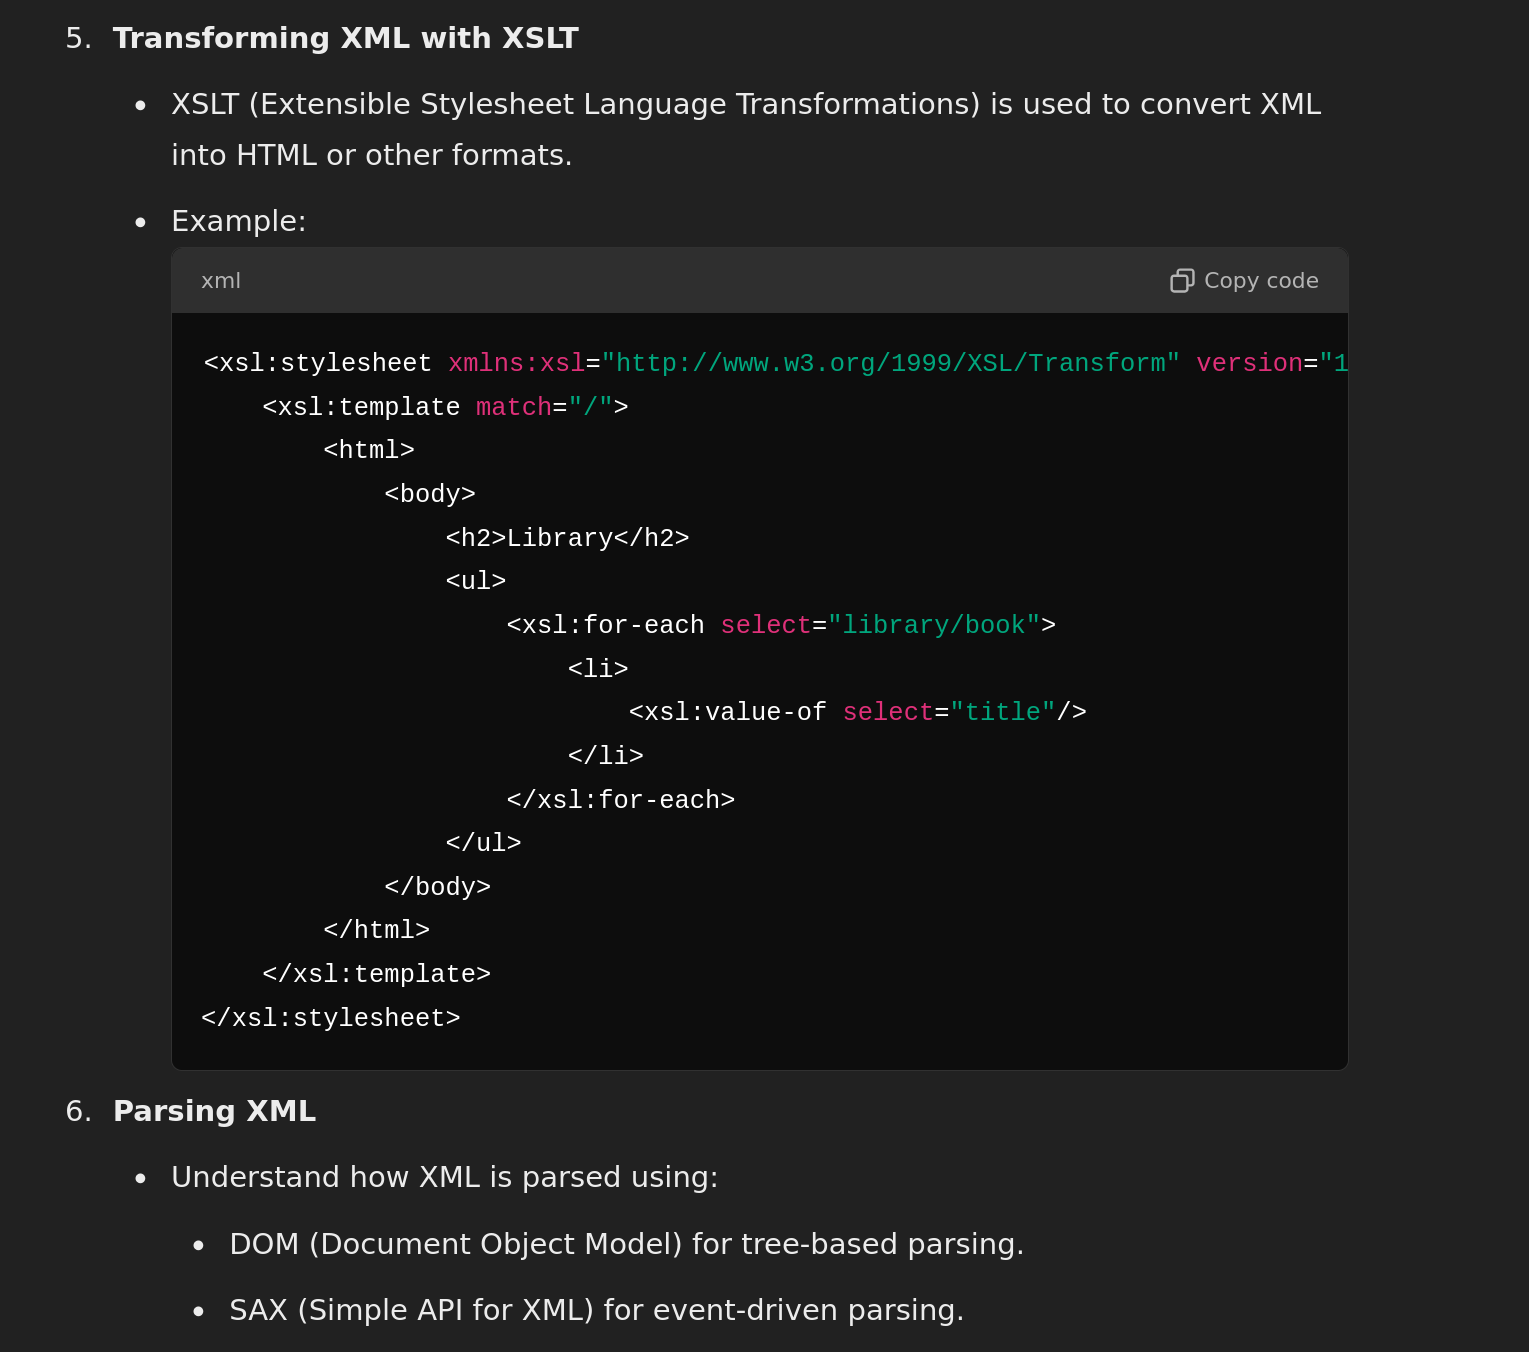 5. Transforming XML with XSLT
• XSLT (Extensible Stylesheet Language Transformations) is used to convert XML
into HTML or other formats.
• Example:
xml Copy code
<xsl:stylesheet xmlns:xsl="http://www.w3.org/1999/XSL/Transform" version="1
    <xsl:template match="/">
        <html>
            <body>
                <h2>Library</h2>
                <ul>
                    <xsl:for-each select="library/book">
                        <li>
                            <xsl:value-of select="title"/>
                        </li>
                    </xsl:for-each>
                </ul>
            </body>
        </html>
    </xsl:template>
</xsl:stylesheet>
6. Parsing XML
• Understand how XML is parsed using:
• DOM (Document Object Model) for tree-based parsing.
• SAX (Simple API for XML) for event-driven parsing.